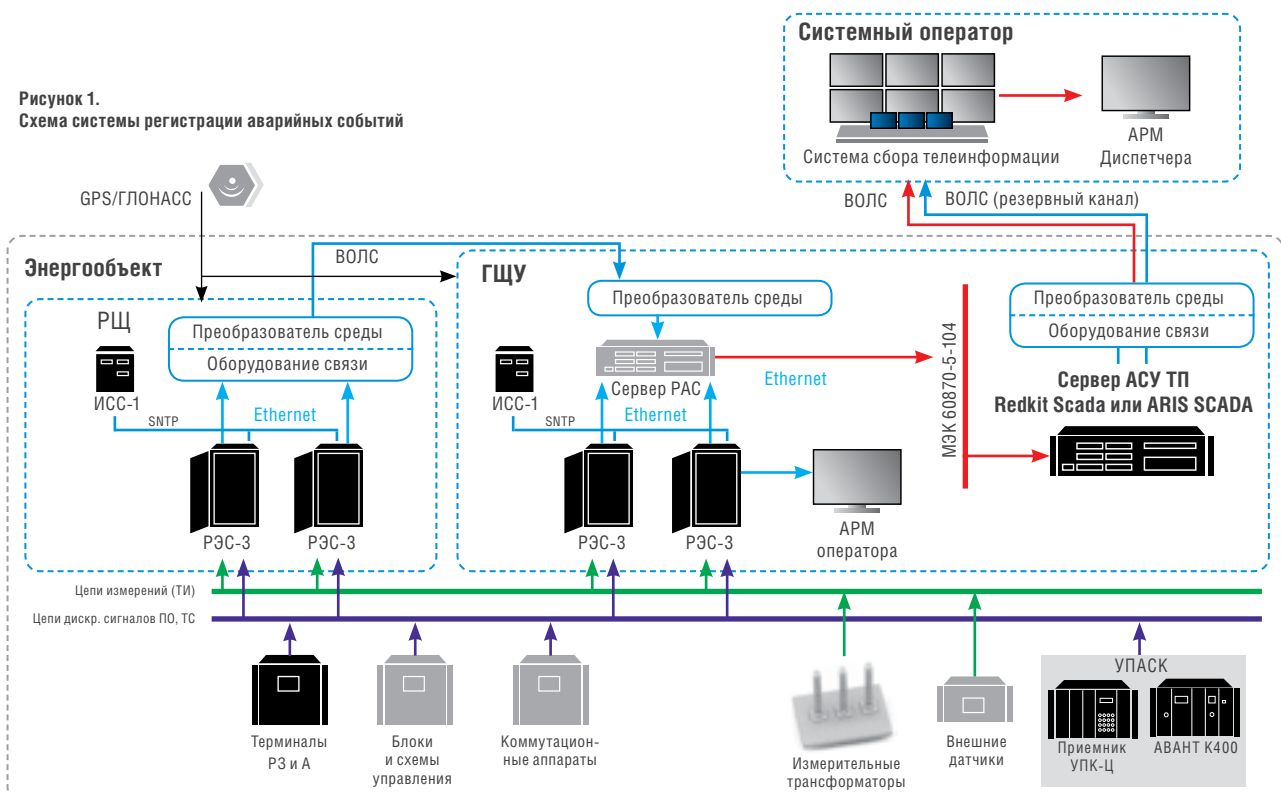 Рисунок 1.
Схема системы регистрации аварийных событий
Системный оператор
Система сбора телеинформации
АРМ
Диспетчера
GPS/ГЛОНАСС
ВОЛС
ВОЛС (резервный канал)
Энергообъект
ВОЛС
РЩ
Преобразователь среды
Оборудование связи
ИСС-1
SNTP
Ethernet
РЭС-3
РЭС-3
ГЩУ
Преобразователь среды
Сервер РАС
Ethernet
ИСС-1
SNTP
Ethernet
РЭС-3
РЭС-3
АРМ
оператора
МЭК 60870-5-104
Преобразователь среды
Оборудование связи
Сервер АСУ ТП
Redkit Scada или ARIS SCADA
Цепи измерений (ТИ)
Цепи дискр. сигналов ПО, ТС
Терминалы
РЗ и А
Блоки
и схемы
управления
Коммутацион-
ные аппараты
Измерительные
трансформаторы
Внешние
датчики
УПАСК
Приемник
УПК-Ц
АВАНТ К400